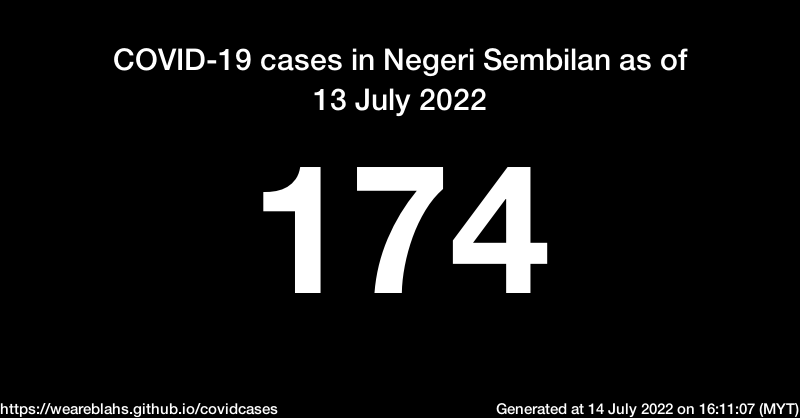 COVID-19 cases in Negeri Sembilan as of
13 July 2022
174
https://weareblahs.github.io/covidcases
Generated at 14 July 2022 on 16:11:07 (MYT)